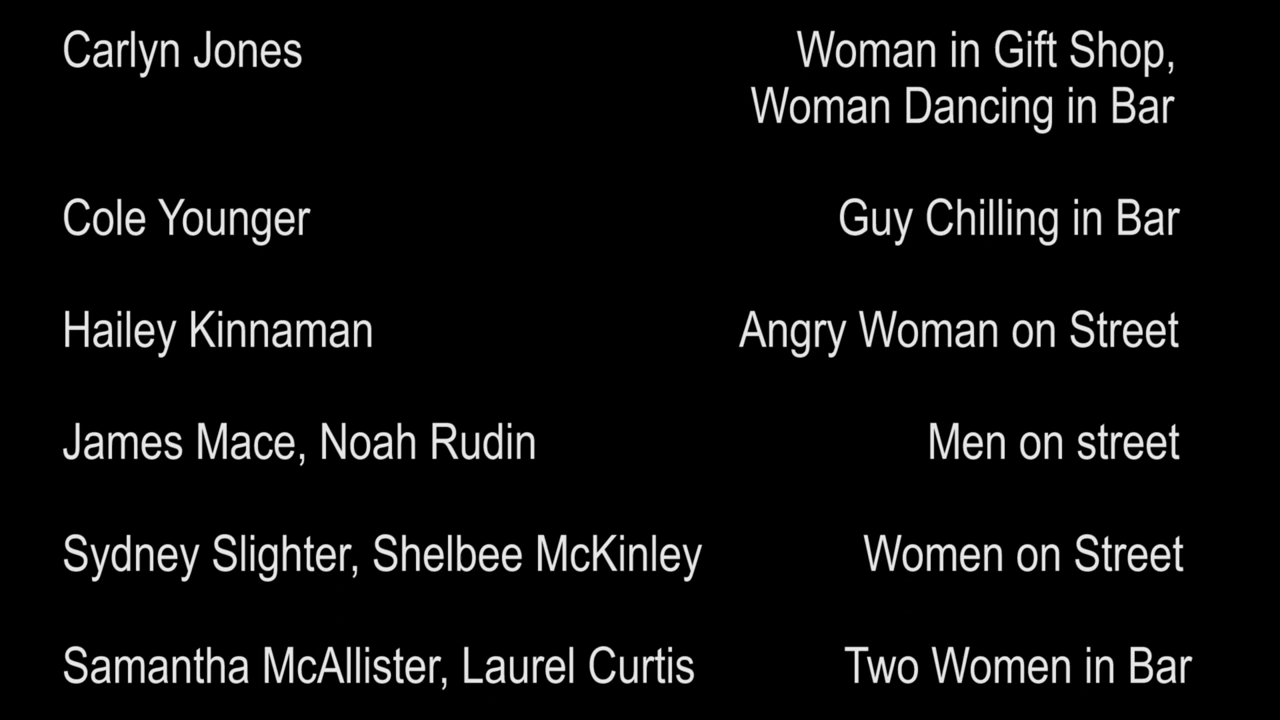 Carlyn Jones Woman in Gift Shop,
Woman Dancing in Bar
Cole Younger Guy Chilling in Bar
Hailey Kinnaman Angry Woman on Street
James Mace, Noah Rudin Men on street
Sydney Slighter, Shelbee McKinley Women on Street
Samantha McAllister, Laurel Curtis Two Women in Bar